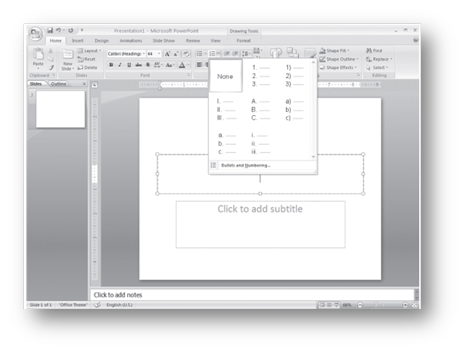 Presentation1 - Microsoft PowerPoint
Drawing Tools
Home Insert Design Animations Slide Show Review View Format
Paste
New Slide
Layout
Reset
Delete
Calibri (Headings) 44
Shape Fill
Shape Outline
Shape Effects
Find
Replace
Select
Clipboard Slides Font Editing
Slides Outline
None
1.
2.
3.
1)
2)
3)
I.
II.
III.
A.
B.
C.
a)
b)
c)
a.
b.
c.
i.
ii.
iii.
Bullets and Numbering...
1
Click to add subtitle
Click to add notes
Slide 1 of 1 "Office Theme" English (U.S.)